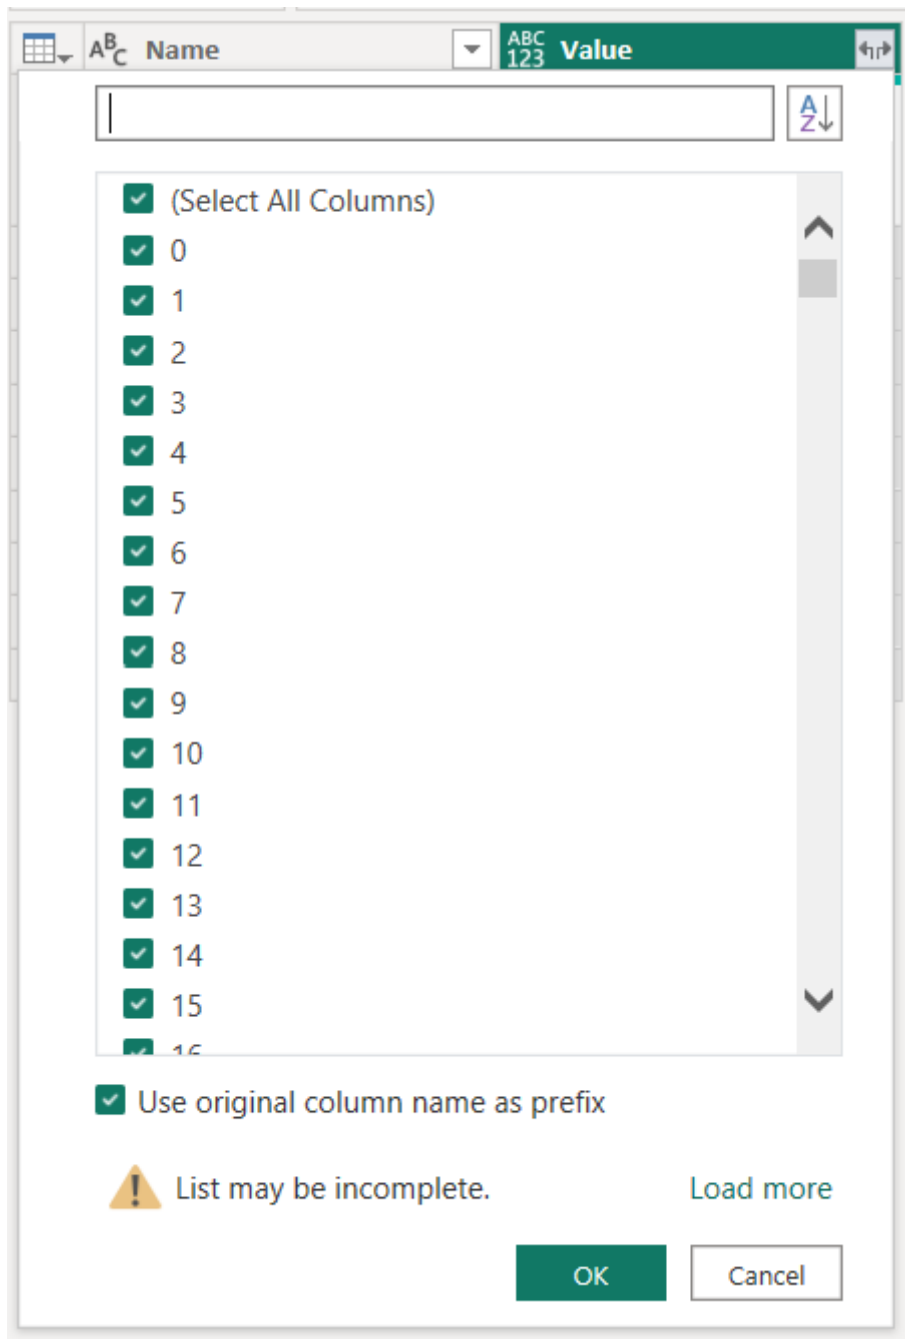 ABC Name ABC 123 Value
AZ
(Select All Columns)
0
1
2
3
4
5
6
7
8
9
10
11
12
13
14
15
16
Use original column name as prefix
List may be incomplete. Load more
OK Cancel